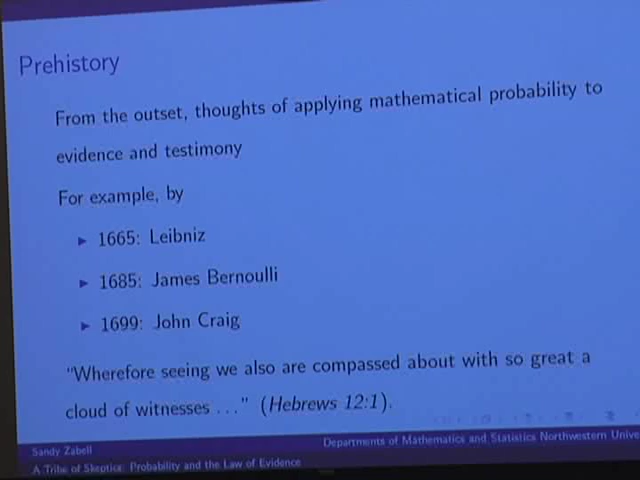 Prehistory
From the outset, thoughts of applying mathematical probability to
evidence and testimony
For example, by
▶ 1665: Leibniz
▶ 1685: James Bernoulli
▶ 1699: John Craig
"Wherefore seeing we also are compassed about with so great a
cloud of witnesses ..." (Hebrews 12:1).
Sandy Zabell
Departments of Mathematics and Statistics Northwestern Unive
A Tribe of Skeptics: Probability and the Law of Evidence